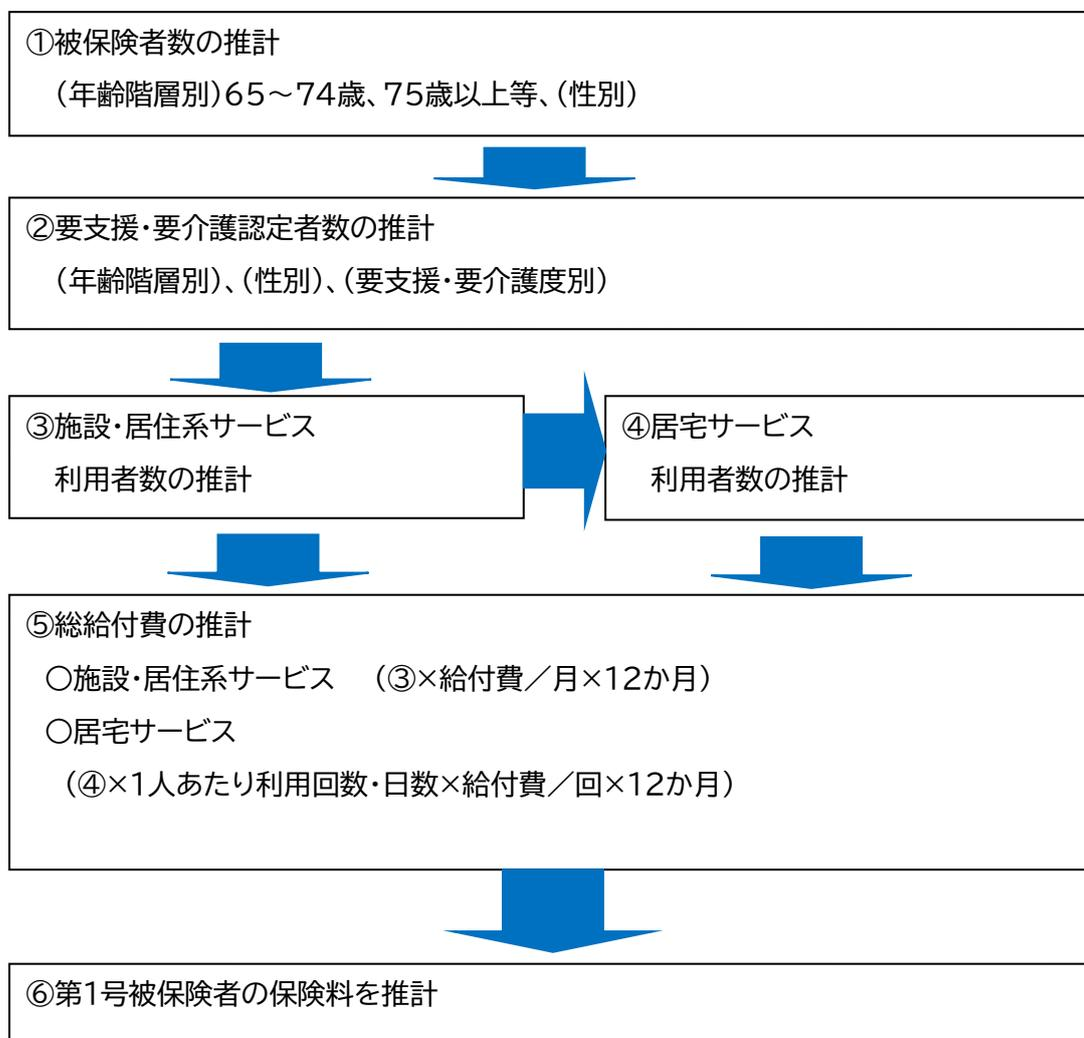 ①被保険者数の推計
(年齢階層別)65～74歳、75歳以上等、(性別)
②要支援・要介護認定者数の推計
(年齢階層別)、(性別)、(要支援・要介護度別)
③施設・居住系サービス
利用者数の推計
④居宅サービス
利用者数の推計
⑤総給付費の推計
〇施設・居住系サービス　(③×給付費／月×12か月)
〇居宅サービス
(④×1人あたり利用回数・日数×給付費／回×12か月)
⑥第1号被保険者の保険料を推計